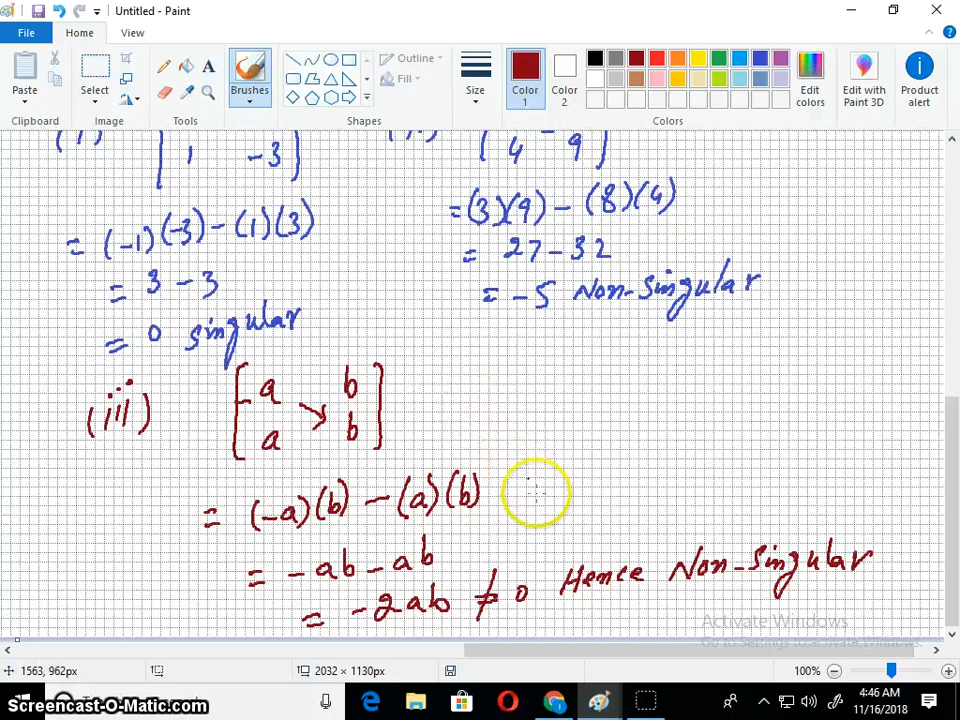 Untitled - Paint
File Home View
Paste
Clipboard
Select
Image
A
Tools
Brushes
Outline
Fill
Shapes
Size
Color 1
Color 2
Edit colors
Colors
Edit with Paint 3D
Product alert
1 -3
4 9
= (-1)(-3) - (1)(3)
= 3 - 3
= 0 singular
= (3)(9) - (8)(4)
= 27 - 32
= -5 Non-Singular
(iii)
-a b
a b
= (-a)(b) - (a)(b)
= -ab - ab
= -2ab ≠ 0 Hence Non-Singular
Activate Windows
Go to Settings to activate Windows.
1563, 962px
2032 × 1130px
100%
Screencast-O-Matic.com
4:46 AM
11/16/2018